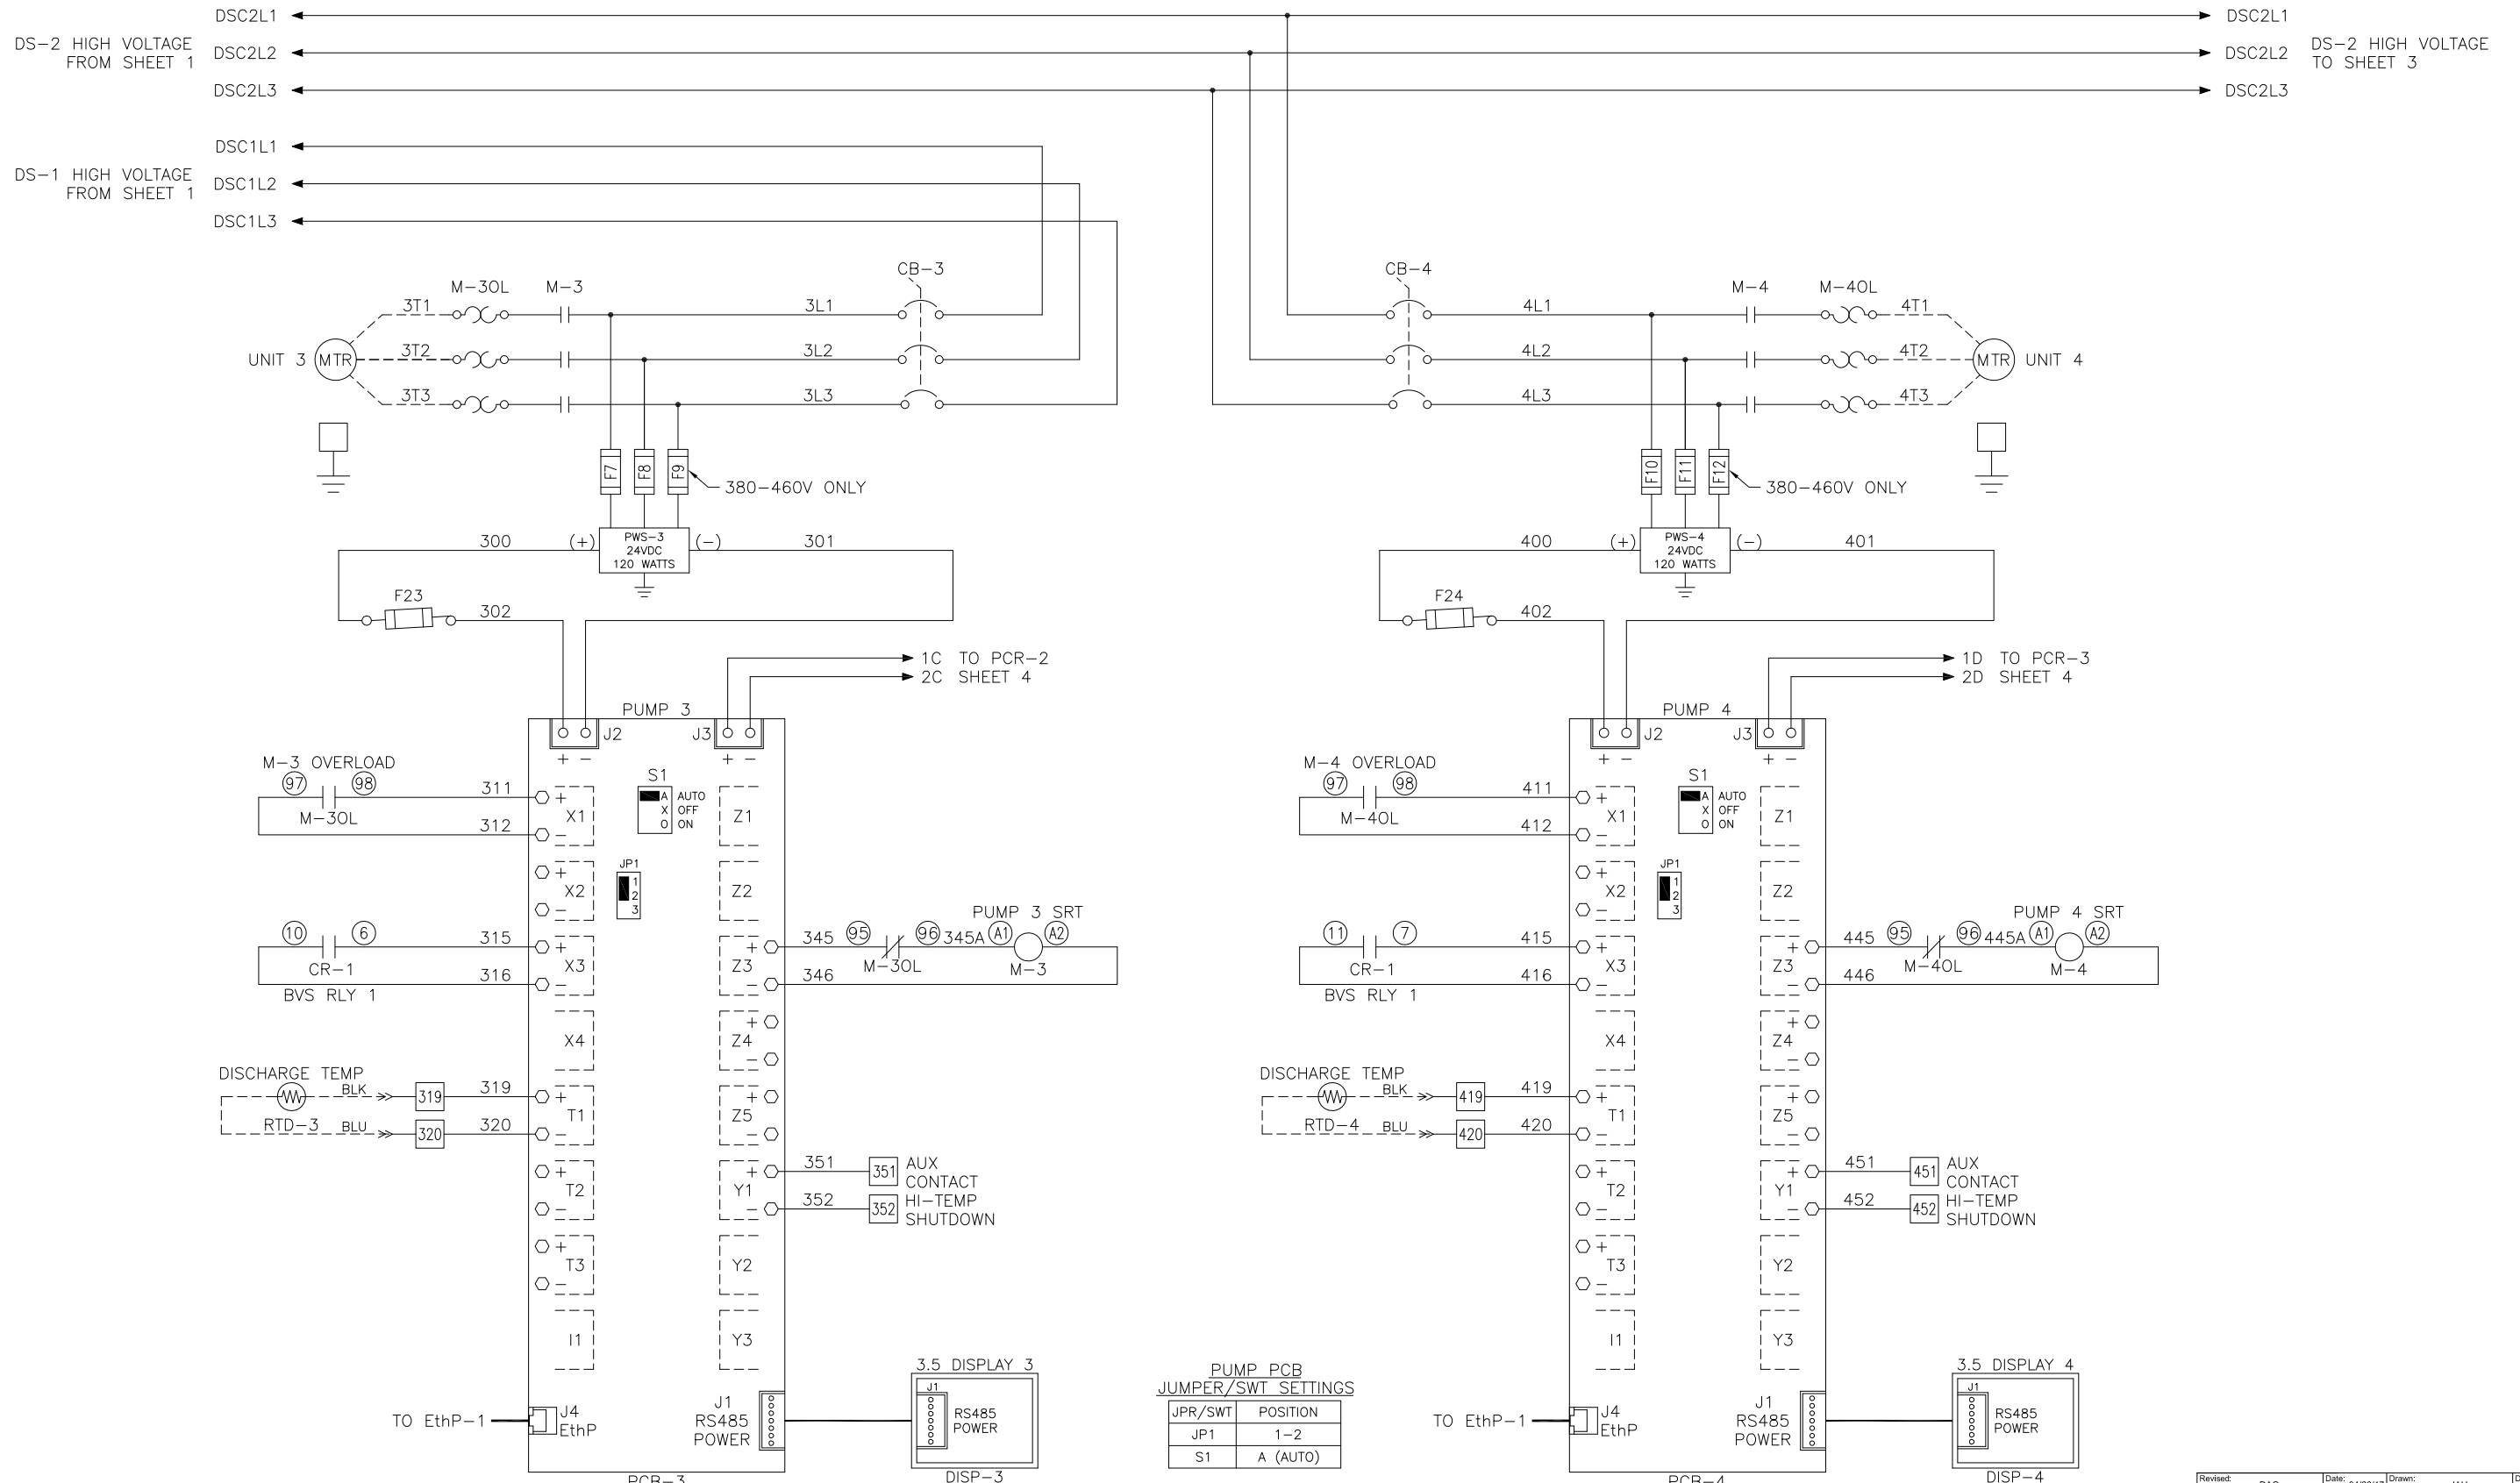 DSC2L1
DS-2 HIGH VOLTAGE
FROM SHEET 1
DSC2L2
DSC2L3
DSC2L1
DSC2L2
DS-2 HIGH VOLTAGE
TO SHEET 3
DSC2L3
DSC1L1
DS-1 HIGH VOLTAGE
FROM SHEET 1
DSC1L2
DSC1L3
CB-3
M-3OL
M-3
3T1
3L1
UNIT 3
MTR
3T2
3L2
3T3
3L3
F7
F8
F9
380-460V ONLY
300
(+)
PWS-3
24VDC
120 WATTS
(-)
301
F23
302
1C TO PCR-2
2C SHEET 4
PUMP 3
J2
J3
+ -
+ -
M-3 OVERLOAD
97
98
311
M-3OL
312
S1
A AUTO
X OFF
O ON
+
X1
-
Z1
JP1
1
2
3
+
X2
-
Z2
10
6
315
CR-1
316
BVS RLY 1
+
X3
-
+
Z3
-
345
95
96
345A
PUMP 3 SRT
A1
A2
M-3OL
M-3
346
X4
+
Z4
-
DISCHARGE TEMP
BLK
319
319
RTD-3
BLU
320
320
+
T1
-
+
Z5
-
+
T2
-
+
Y1
-
351
351
AUX
CONTACT
352
352
HI-TEMP
SHUTDOWN
+
T3
-
Y2
I1
Y3
TO EthP-1
J4
EthP
J1
RS485
POWER
3.5 DISPLAY 3
J1
RS485
POWER
DISP-3
PCB-3
PUMP PCB
JUMPER/SWT SETTINGS
JPR/SWT POSITION
JP1 1-2
S1 A (AUTO)
CB-4
M-4
M-4OL
4L1
4T1
4L2
4T2
MTR
UNIT 4
4L3
4T3
F10
F11
F12
380-460V ONLY
400
(+)
PWS-4
24VDC
120 WATTS
(-)
401
F24
402
1D TO PCR-3
2D SHEET 4
PUMP 4
J2
J3
+ -
+ -
M-4 OVERLOAD
97
98
411
M-4OL
412
S1
A AUTO
X OFF
O ON
+
X1
-
Z1
JP1
1
2
3
+
X2
-
Z2
11
7
415
CR-1
416
BVS RLY 1
+
X3
-
+
Z3
-
445
95
96
445A
PUMP 4 SRT
A1
A2
M-4OL
M-4
446
X4
+
Z4
-
DISCHARGE TEMP
BLK
419
419
RTD-4
BLU
420
420
+
T1
-
+
Z5
-
+
T2
-
+
Y1
-
451
451
AUX
CONTACT
452
452
HI-TEMP
SHUTDOWN
+
T3
-
Y2
I1
Y3
TO EthP-1
J4
EthP
J1
RS485
POWER
3.5 DISPLAY 4
J1
RS485
POWER
DISP-4
PCB-4
Revised:
Date:
Drawn: